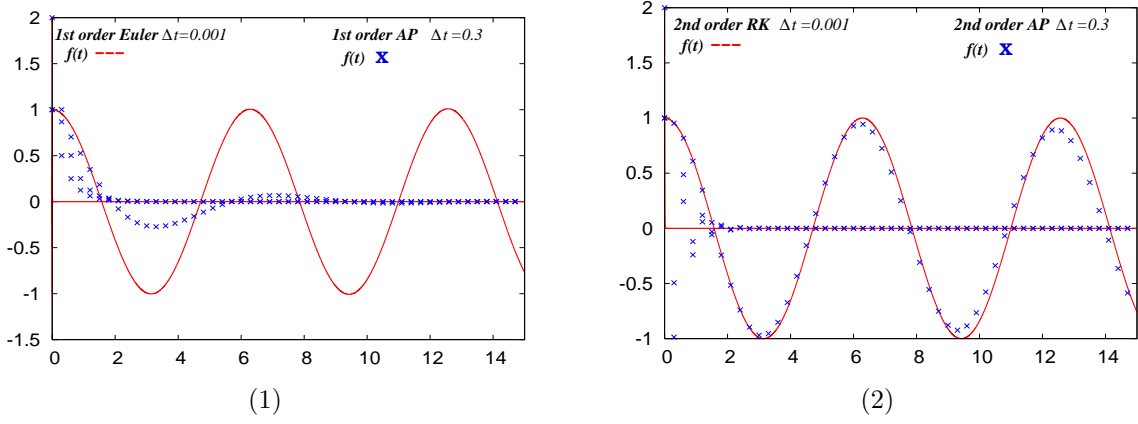 1st order Euler Δt=0.001 1st order AP Δt=0.3
f(t) f(t) x
2
1.5
1
0.5
0
-0.5
-1
-1.5
0 2 4 6 8 10 12 14
(1)
2nd order RK Δt=0.001 2nd order AP Δt=0.3
f(t) f(t) x
2
1.5
1
0.5
0
-0.5
-1
0 2 4 6 8 10 12 14
(2)